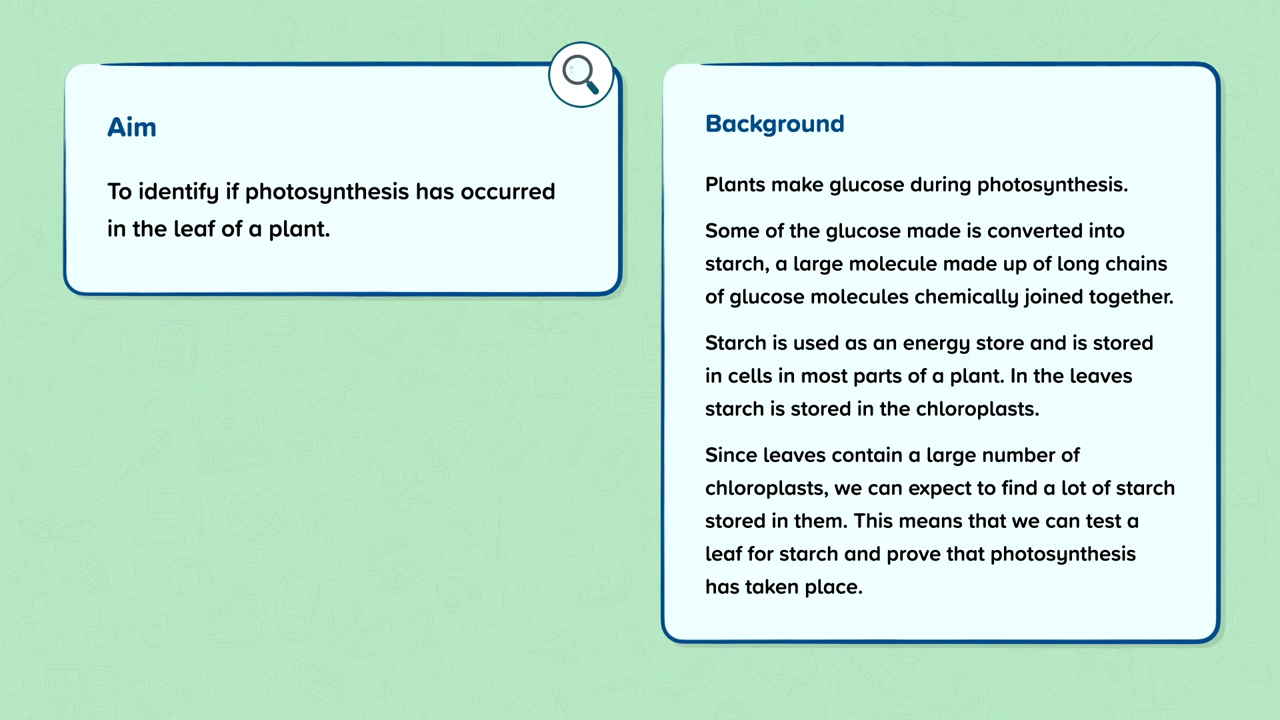 Aim
To identify if photosynthesis has occurred
in the leaf of a plant.
Background
Plants make glucose during photosynthesis.
Some of the glucose made is converted into
starch, a large molecule made up of long chains
of glucose molecules chemically joined together.
Starch is used as an energy store and is stored
in cells in most parts of a plant. In the leaves
starch is stored in the chloroplasts.
Since leaves contain a large number of
chloroplasts, we can expect to find a lot of starch
stored in them. This means that we can test a
leaf for starch and prove that photosynthesis
has taken place.